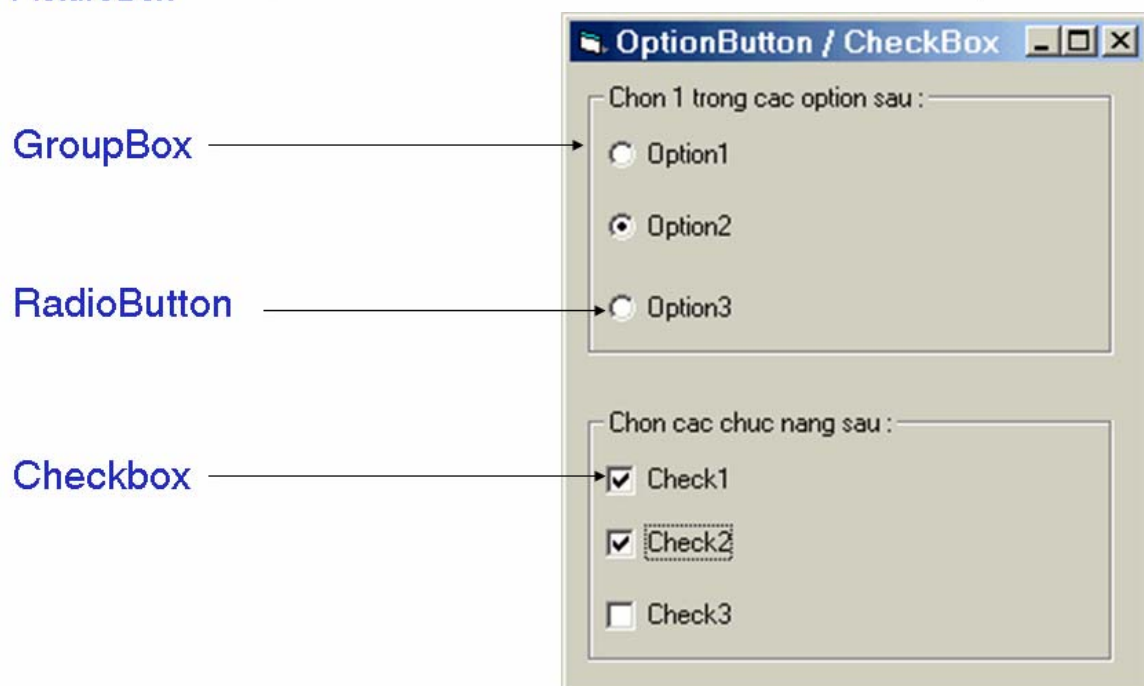 OptionButton / CheckBox
Chon 1 trong cac option sau :
GroupBox
Option1
Option2
RadioButton
Option3
Chon cac chuc nang sau :
Checkbox
Check1
Check2
Check3